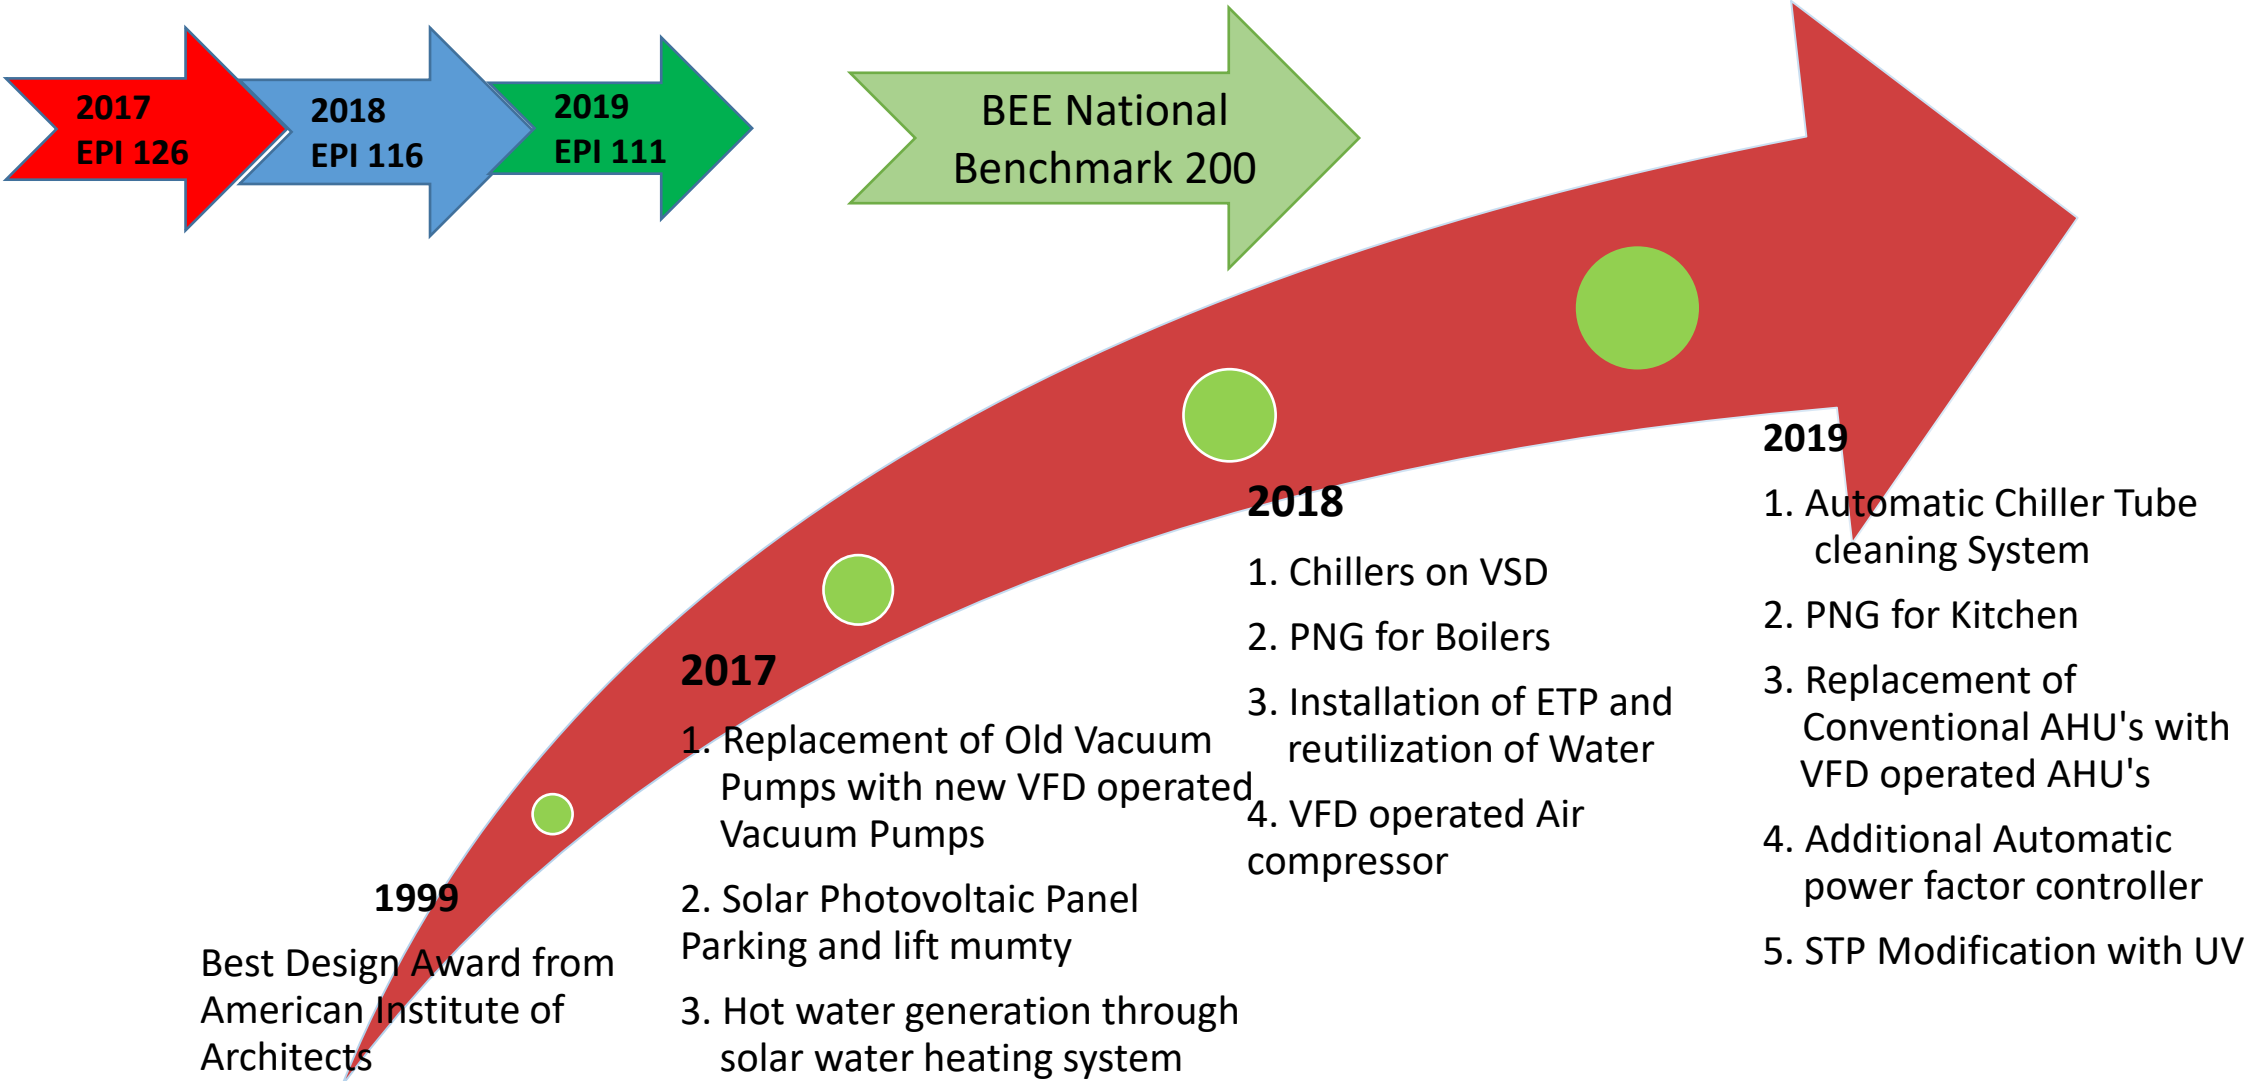 2017
EPI 126
2018
EPI 116
2019
EPI 111
BEE National
Benchmark 200
1999
Best Design Award from
American Institute of
Architects
2017
1. Replacement of Old Vacuum
Pumps with new VFD operated
Vacuum Pumps
2. Solar Photovoltaic Panel
Parking and lift mumty
3. Hot water generation through
solar water heating system
2018
1. Chillers on VSD
2. PNG for Boilers
3. Installation of ETP and
reutilization of Water
4. VFD operated Air
compressor
2019
1. Automatic Chiller Tube
cleaning System
2. PNG for Kitchen
3. Replacement of
Conventional AHU's with
VFD operated AHU's
4. Additional Automatic
power factor controller
5. STP Modification with UV